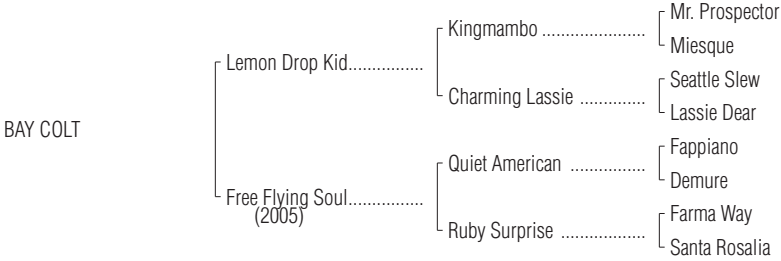 Mr. Prospector
Kingmambo ......................
Miesque
Lemon Drop Kid................
Seattle Slew
Charming Lassie ..............
Lassie Dear
BAY COLT
Fappiano
Quiet American ................
Demure
Free Flying Soul................
(2005)
Farma Way
Ruby Surprise ..................
Santa Rosalia